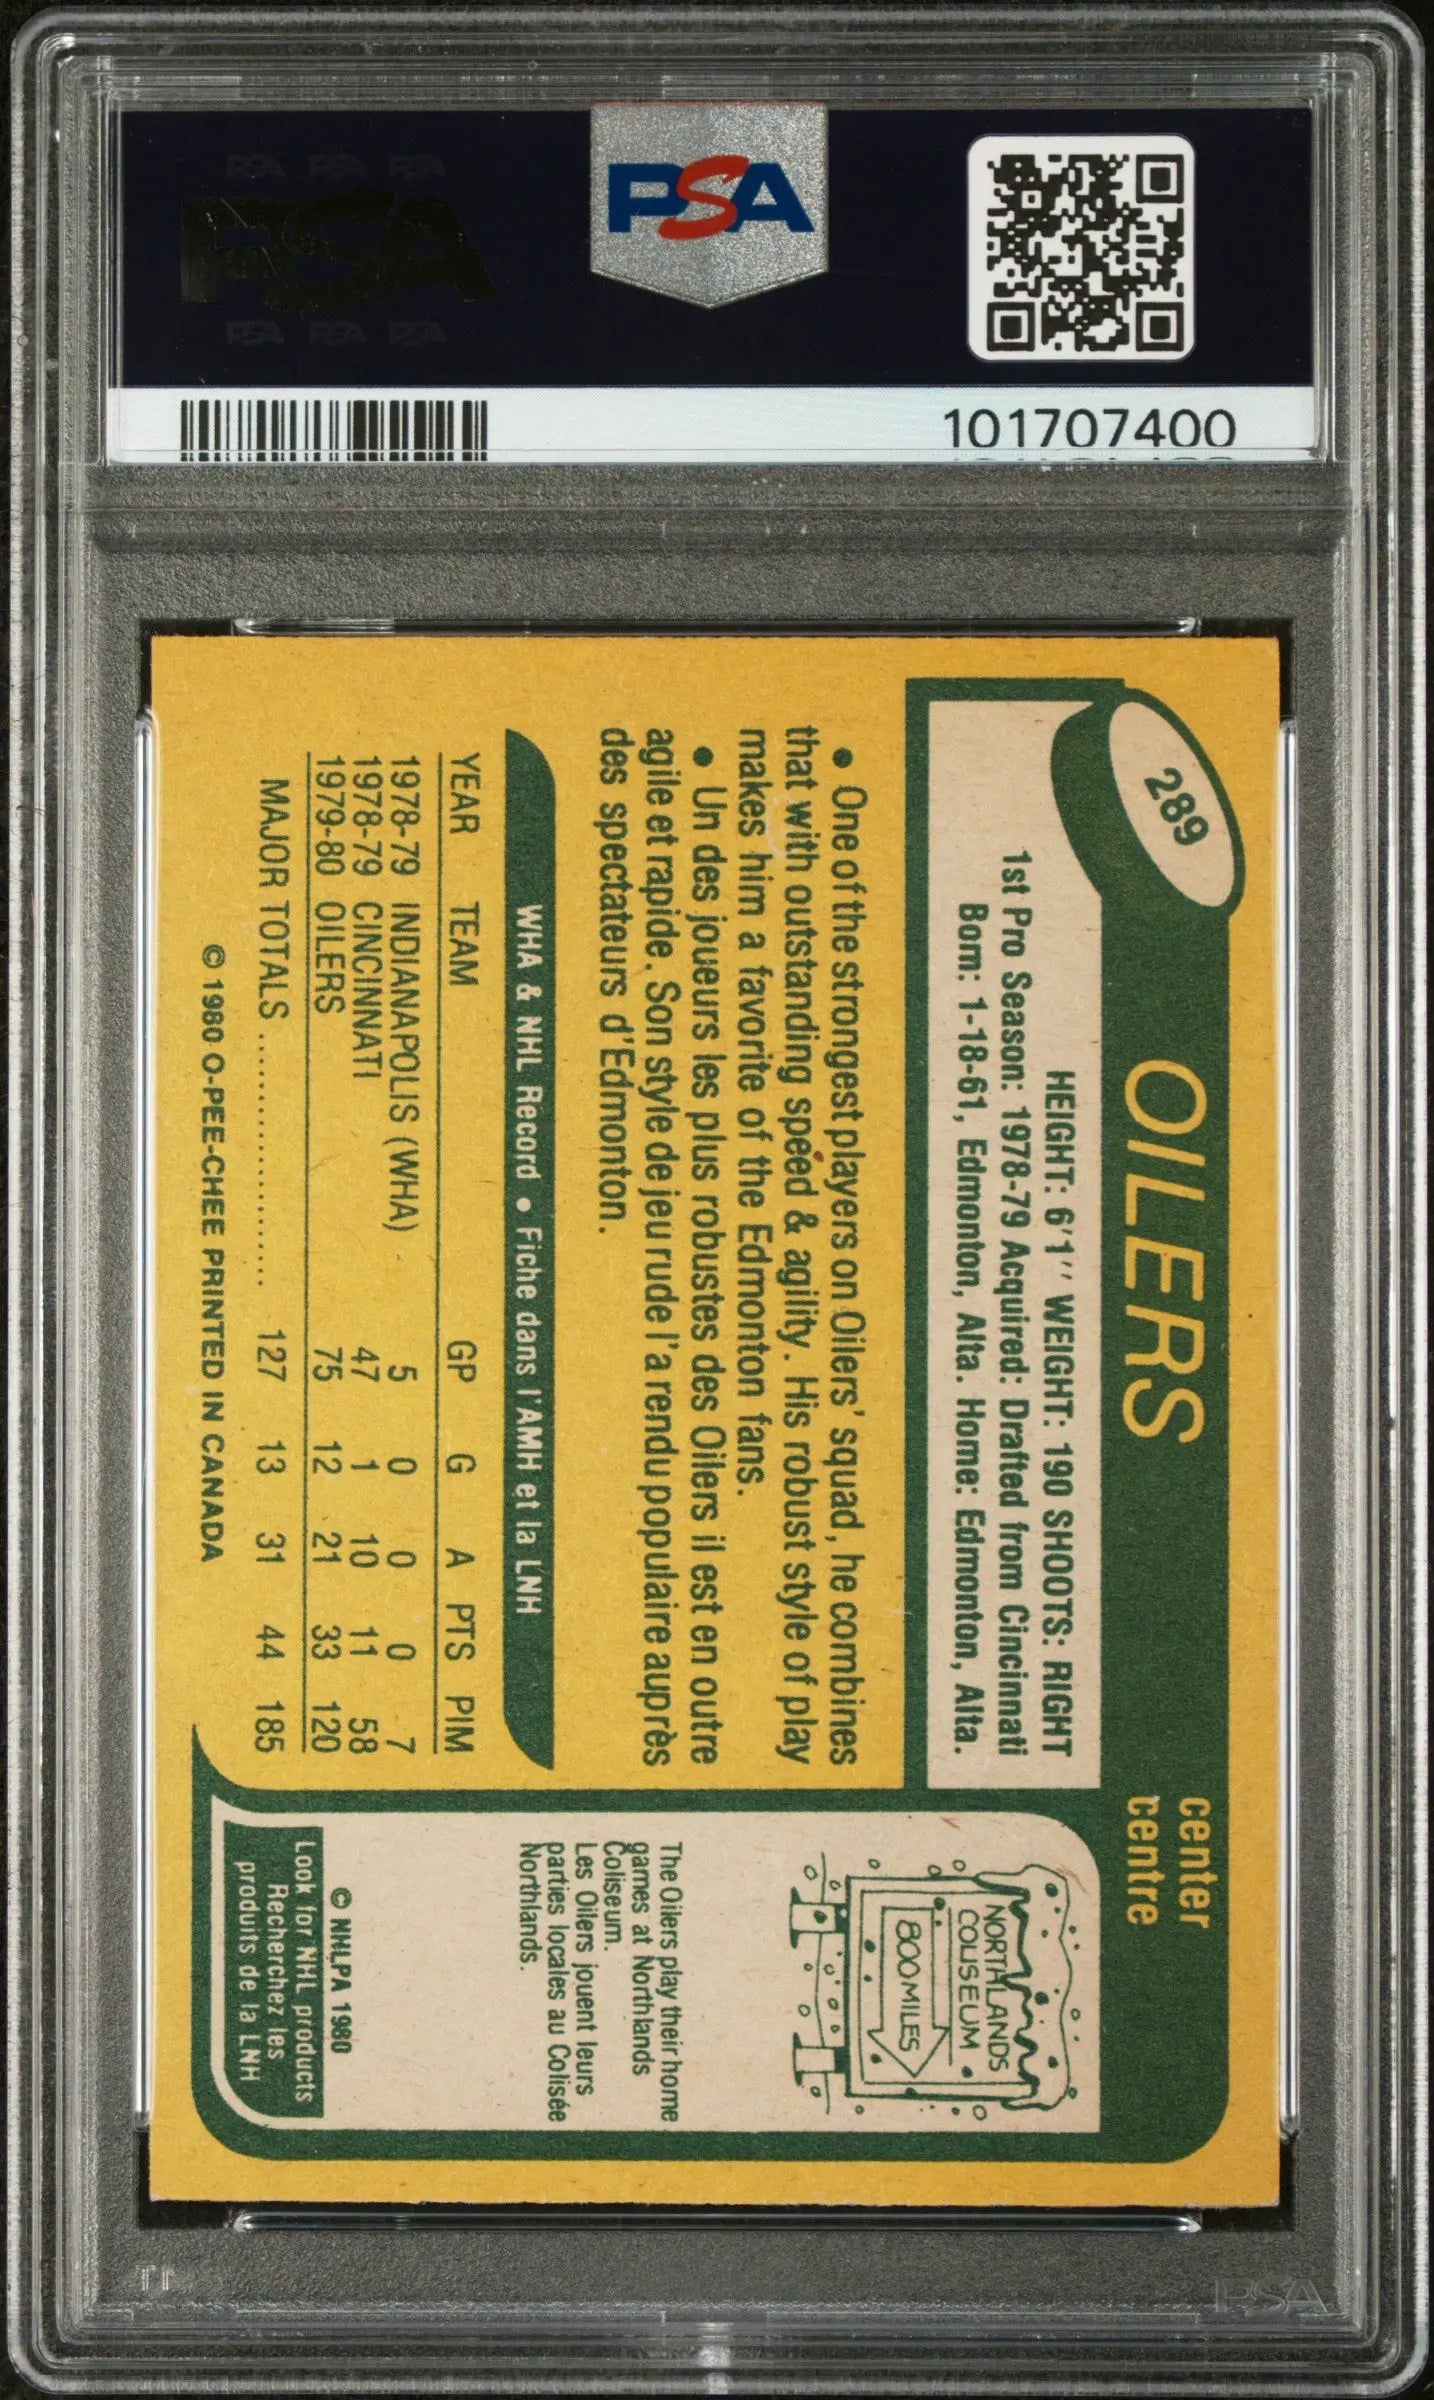 PSA PSA PSA
PSA
PSA PSA PSA
PSA
101707400
289
OILERS
center
centre
HEIGHT: 6'1'' WEIGHT: 190 SHOOTS: RIGHT
1st Pro Season: 1978-79 Acquired: Drafted from Cincinnati
Born: 1-18-61, Edmonton, Alta. Home: Edmonton, Alta.
• One of the strongest players on Oilers' squad, he combines
that with outstanding speed & agility. His robust style of play
makes him a favorite of the Edmonton fans.
• Un des joueurs les plus robustes des Oilers il est en outre
agile et rapide. Son style de jeu rude l'a rendu populaire auprès
des spectateurs d'Edmonton.
WHA & NHL Record • Fiche dans l'AMH et la LNH
YEAR TEAM GP G A PTS PIM
1978-79 INDIANAPOLIS (WHA) 5 0 0 0 7
1978-79 CINCINNATI 47 1 10 11 58
1979-80 OILERS 75 12 21 33 120
MAJOR TOTALS .................... 127 13 31 44 185
© 1980 O-PEE-CHEE PRINTED IN CANADA
NORTHLANDS
COLISEUM
800 MILES
The Oilers play their home
games at Northlands
Coliseum.
Les Oilers jouent leurs
parties locales au Colisée
Northlands.
© NHLPA 1980
Look for NHL products
Recherchez les
produits de la LNH
PSA